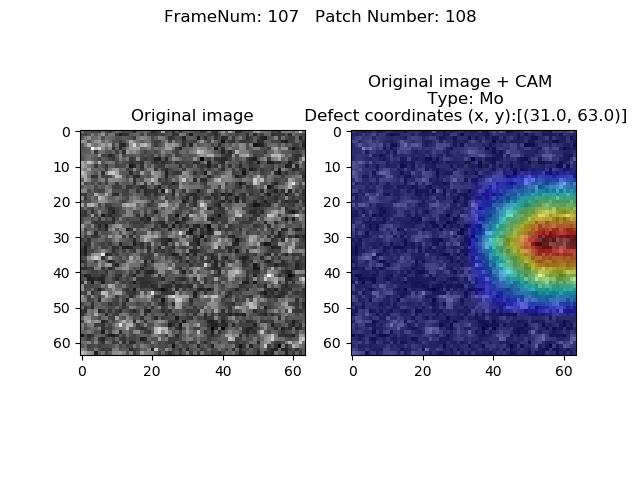 FrameNum: 107   Patch Number: 108
Original image
0
10
20
30
40
50
60
0 20 40 60
Original image + CAM
Type: Mo
Defect coordinates (x, y):[(31.0, 63.0)]
0
10
20
30
40
50
60
0 20 40 60